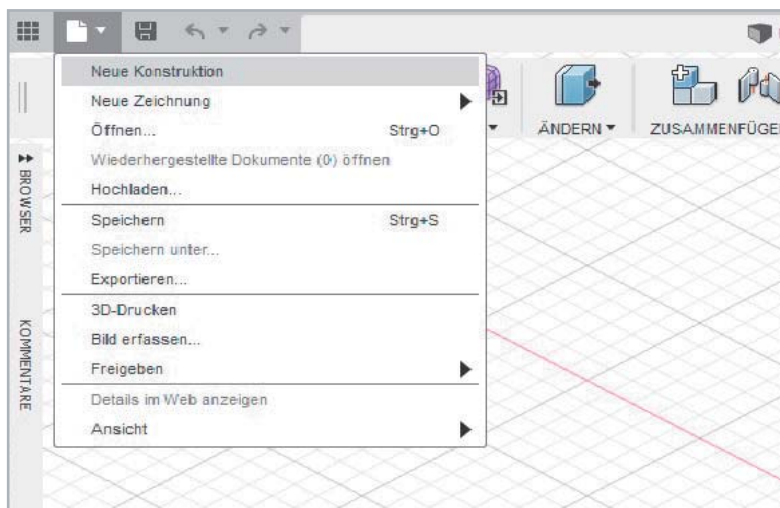 Neue Konstruktion
Neue Zeichnung
Öffnen... Strg+O
Wiederhergestellte Dokumente (0) öffnen
Hochladen...
Speichern Strg+S
Speichern unter...
Exportieren...
3D-Drucken
Bild erfassen...
Freigeben
Details im Web anzeigen
Ansicht
ÄNDERN
ZUSAMMENFÜGEN
BROWSER
KOMMENTARE